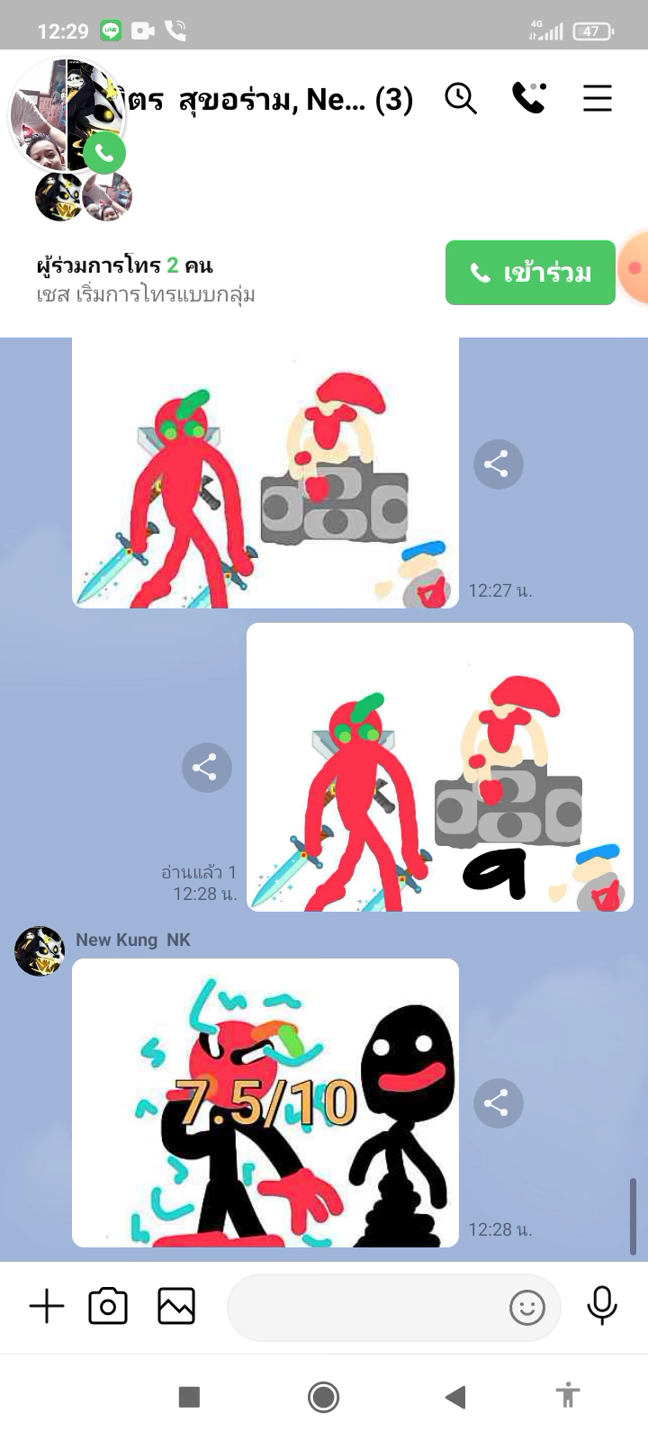 12:29 LINE 4G 47
ิตร สุขอร่าม, Ne... (3)
ผู้ร่วมการโทร 2 คน
เชส เริ่มการโทรแบบกลุ่ม
เข้าร่วม
12:27 น.
อ่านแล้ว 1
12:28 น.
New Kung NK
7.5/10
12:28 น.